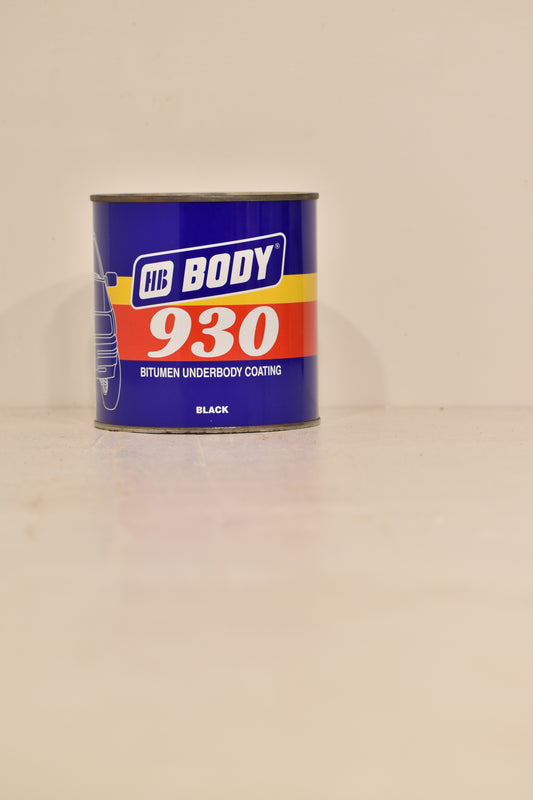 HB BODY®
930
BITUMEN UNDERBODY COATING
BLACK